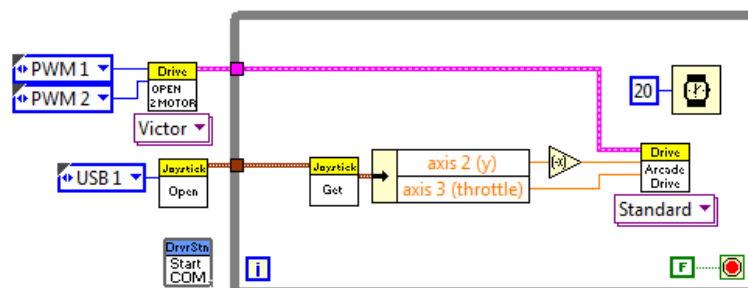 PWM 1
PWM 2
Drive
OPEN
2 MOTOR
Victor
20
USB 1
Joystick
Open
Joystick
Get
axis 2 (y)
axis 3 (throttle)
(-x)
Drive
Arcade
Drive
Standard
DrvrStn
Start
COM
i
F